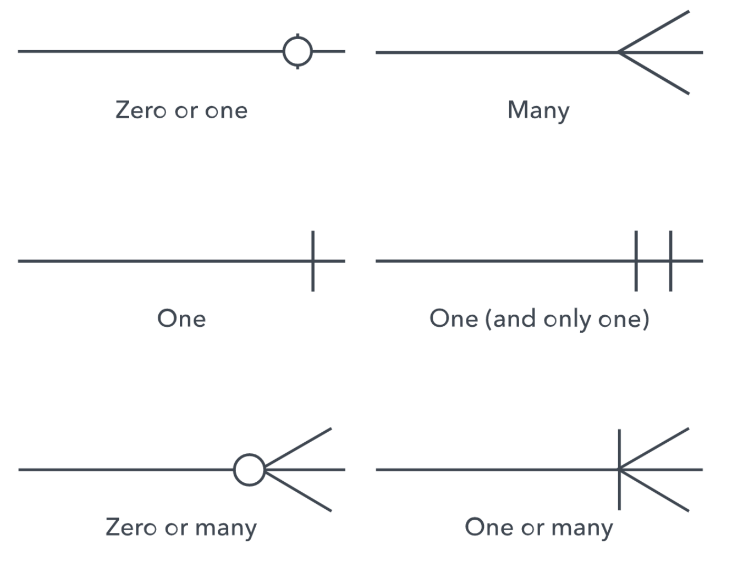 Zero or one
Many
One
One (and only one)
Zero or many
One or many